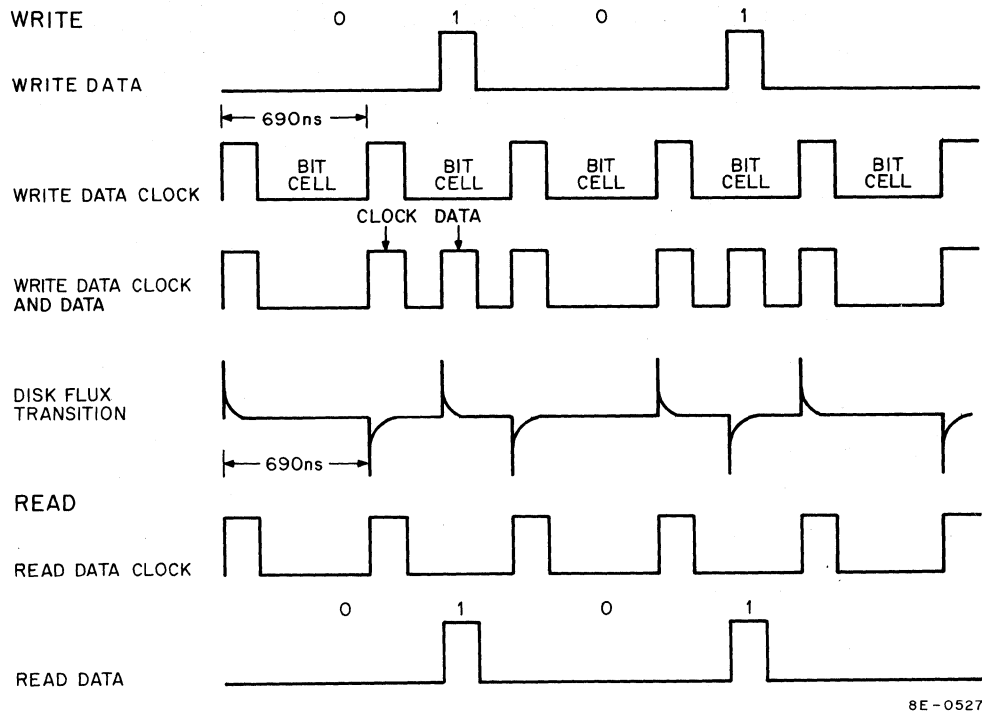 WRITE
0 1 0 1
WRITE DATA
690ns
WRITE DATA CLOCK
BIT CELL BIT CELL BIT CELL BIT CELL BIT CELL
CLOCK DATA
WRITE DATA CLOCK
AND DATA
DISK FLUX
TRANSITION
690ns
READ
READ DATA CLOCK
0 1 0 1
READ DATA
8E-0527